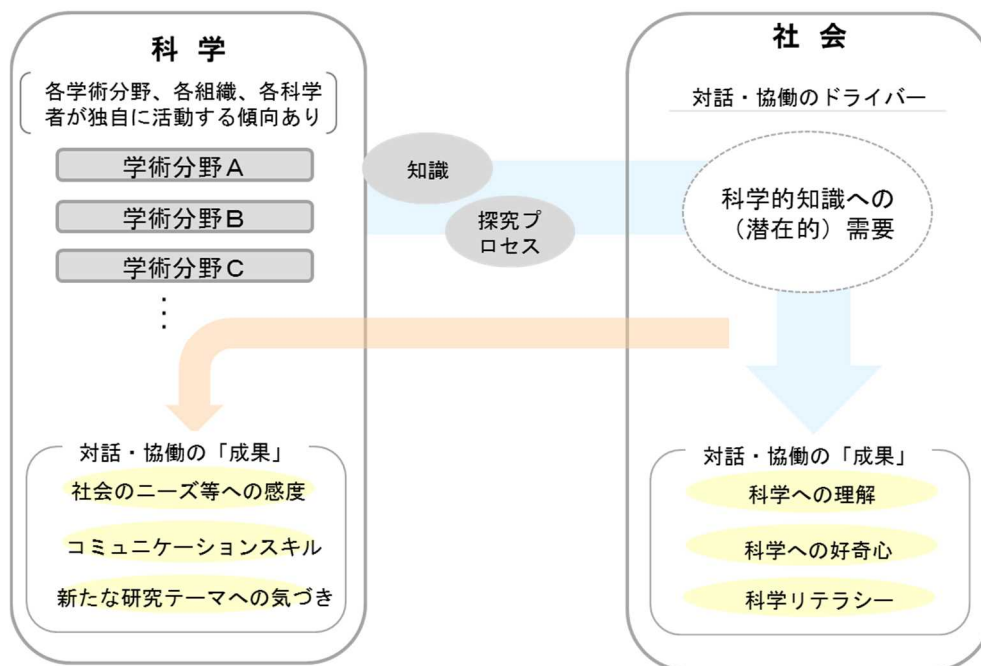 科 学
各学術分野、各組織、各科学
者が独自に活動する傾向あり
学術分野Ａ
学術分野Ｂ
学術分野Ｃ
⋮
知識
探究プ
ロセス
社 会
対話・協働のドライバー
科学的知識への
（潜在的）需要
対話・協働の「成果」
社会のニーズ等への感度
コミュニケーションスキル
新たな研究テーマへの気づき
対話・協働の「成果」
科学への理解
科学への好奇心
科学リテラシー